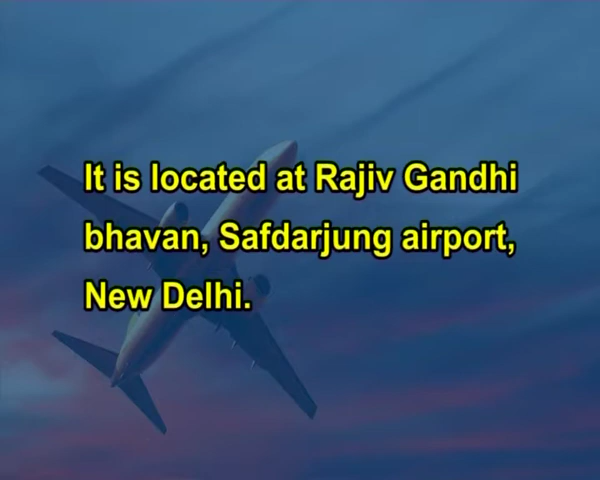 It is located at Rajiv Gandhi
bhavan, Safdarjung airport,
New Delhi.